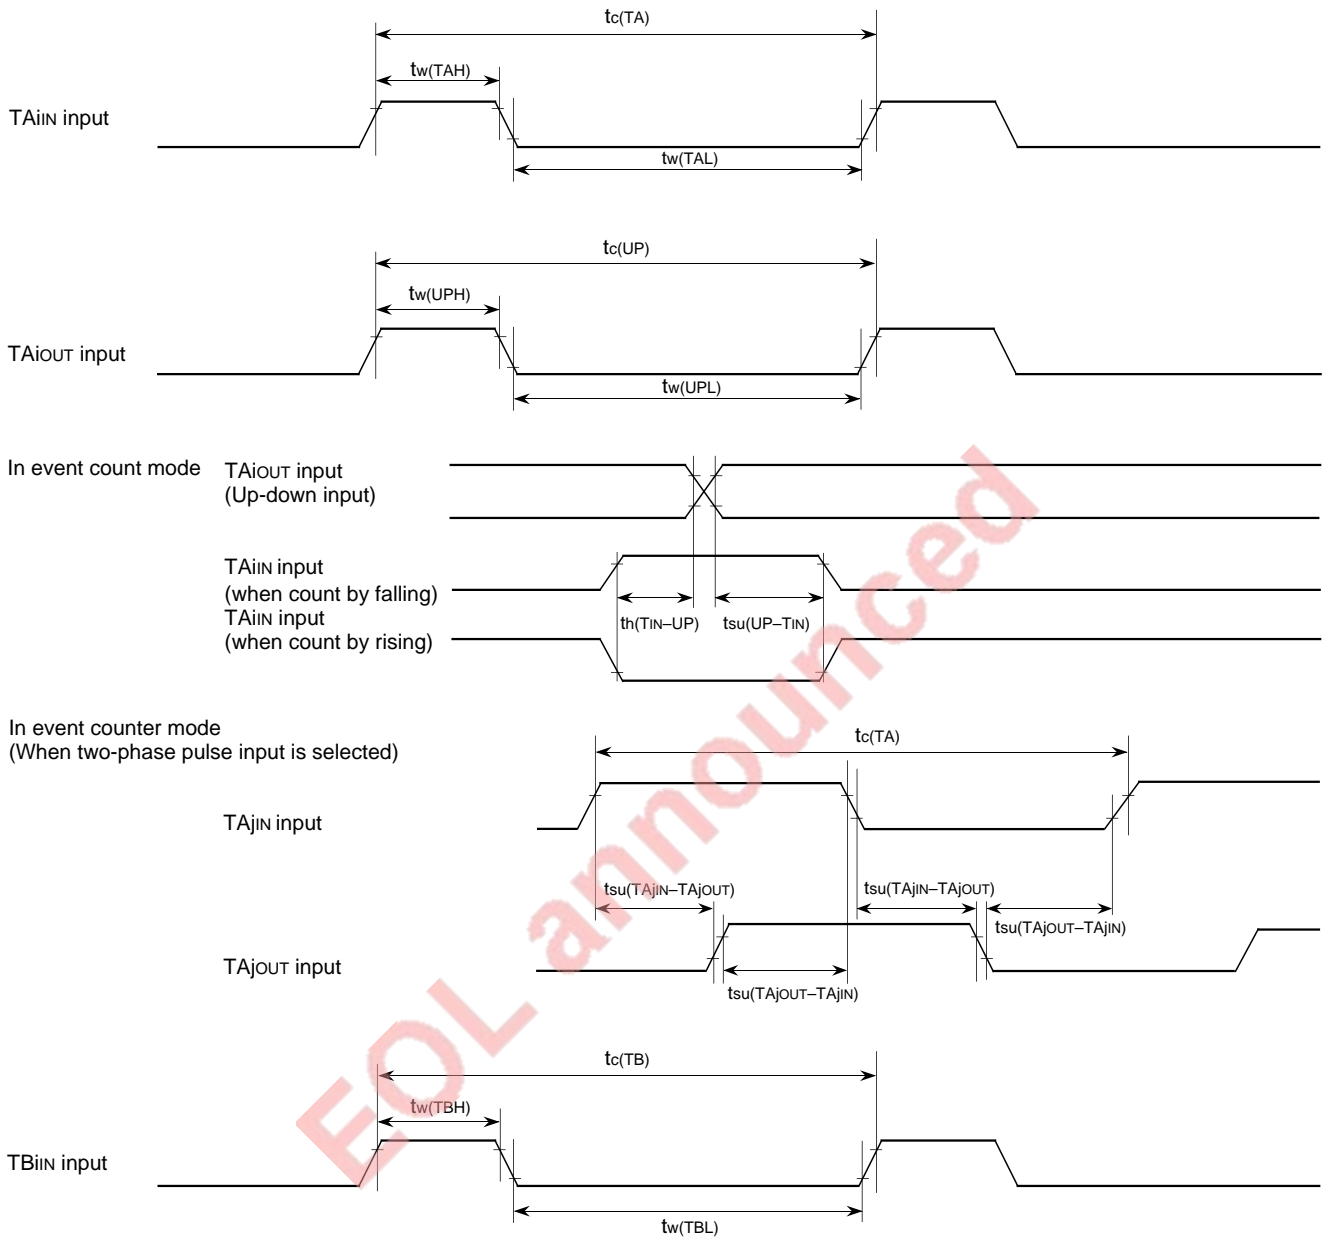 tc(TA)
tw(TAH)
TAiIN input
tw(TAL)
tc(UP)
tw(UPH)
TAiOUT input
tw(UPL)
In event count mode
TAiOUT input
(Up-down input)
TAiIN input
(when count by falling)
TAiIN input
(when count by rising)
th(TIN–UP)
tsu(UP–TIN)
In event counter mode
(When two-phase pulse input is selected)
tc(TA)
TAjIN input
tsu(TAjIN–TAjOUT)
tsu(TAjIN–TAjOUT)
tsu(TAjOUT–TAjIN)
TAjOUT input
tsu(TAjOUT–TAjIN)
tc(TB)
tw(TBH)
TBiIN input
tw(TBL)
EOL announced